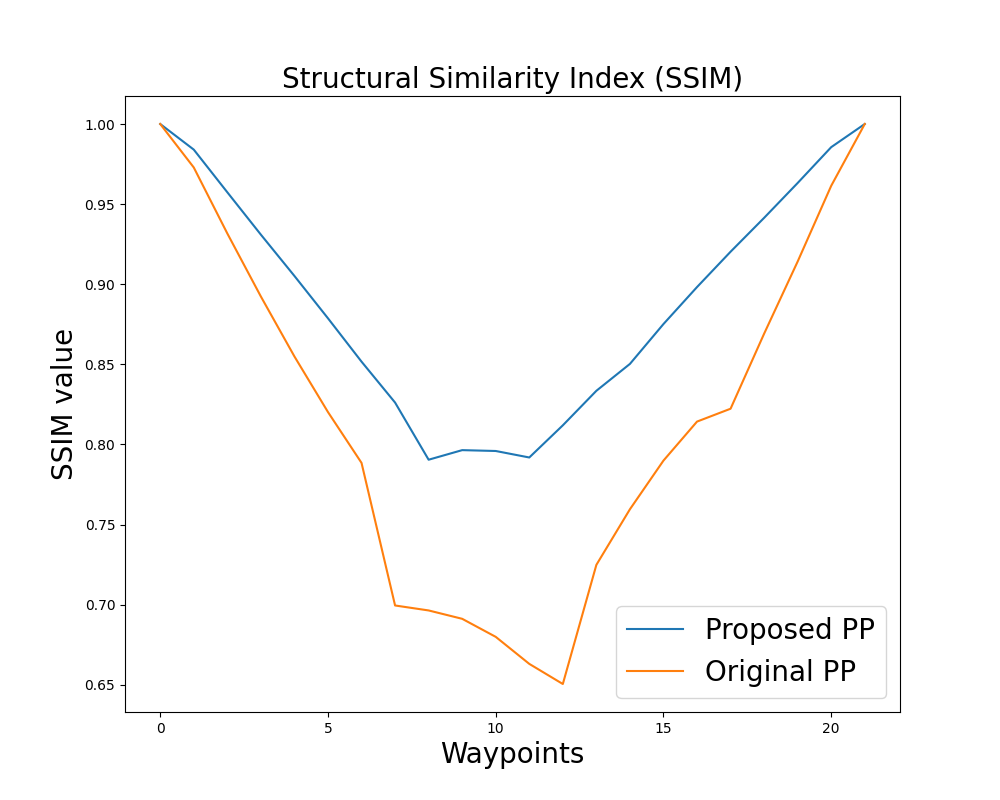 Structural Similarity Index (SSIM)
SSIM value
1.00
0.95
0.90
0.85
0.80
0.75
0.70
0.65
0
5
10
15
20
Waypoints
Proposed PP
Original PP